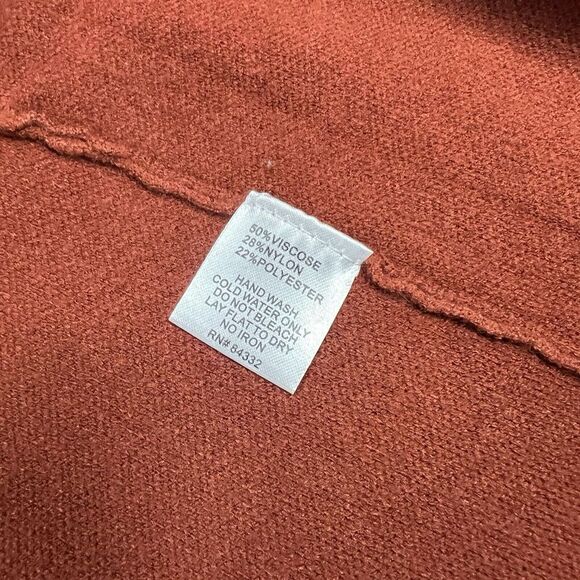 50%VISCOSE
28%NYLON
22%POLYESTER
HAND WASH
COLD WATER ONLY
DO NOT BLEACH
LAY FLAT TO DRY
NO IRON
RN# 84332